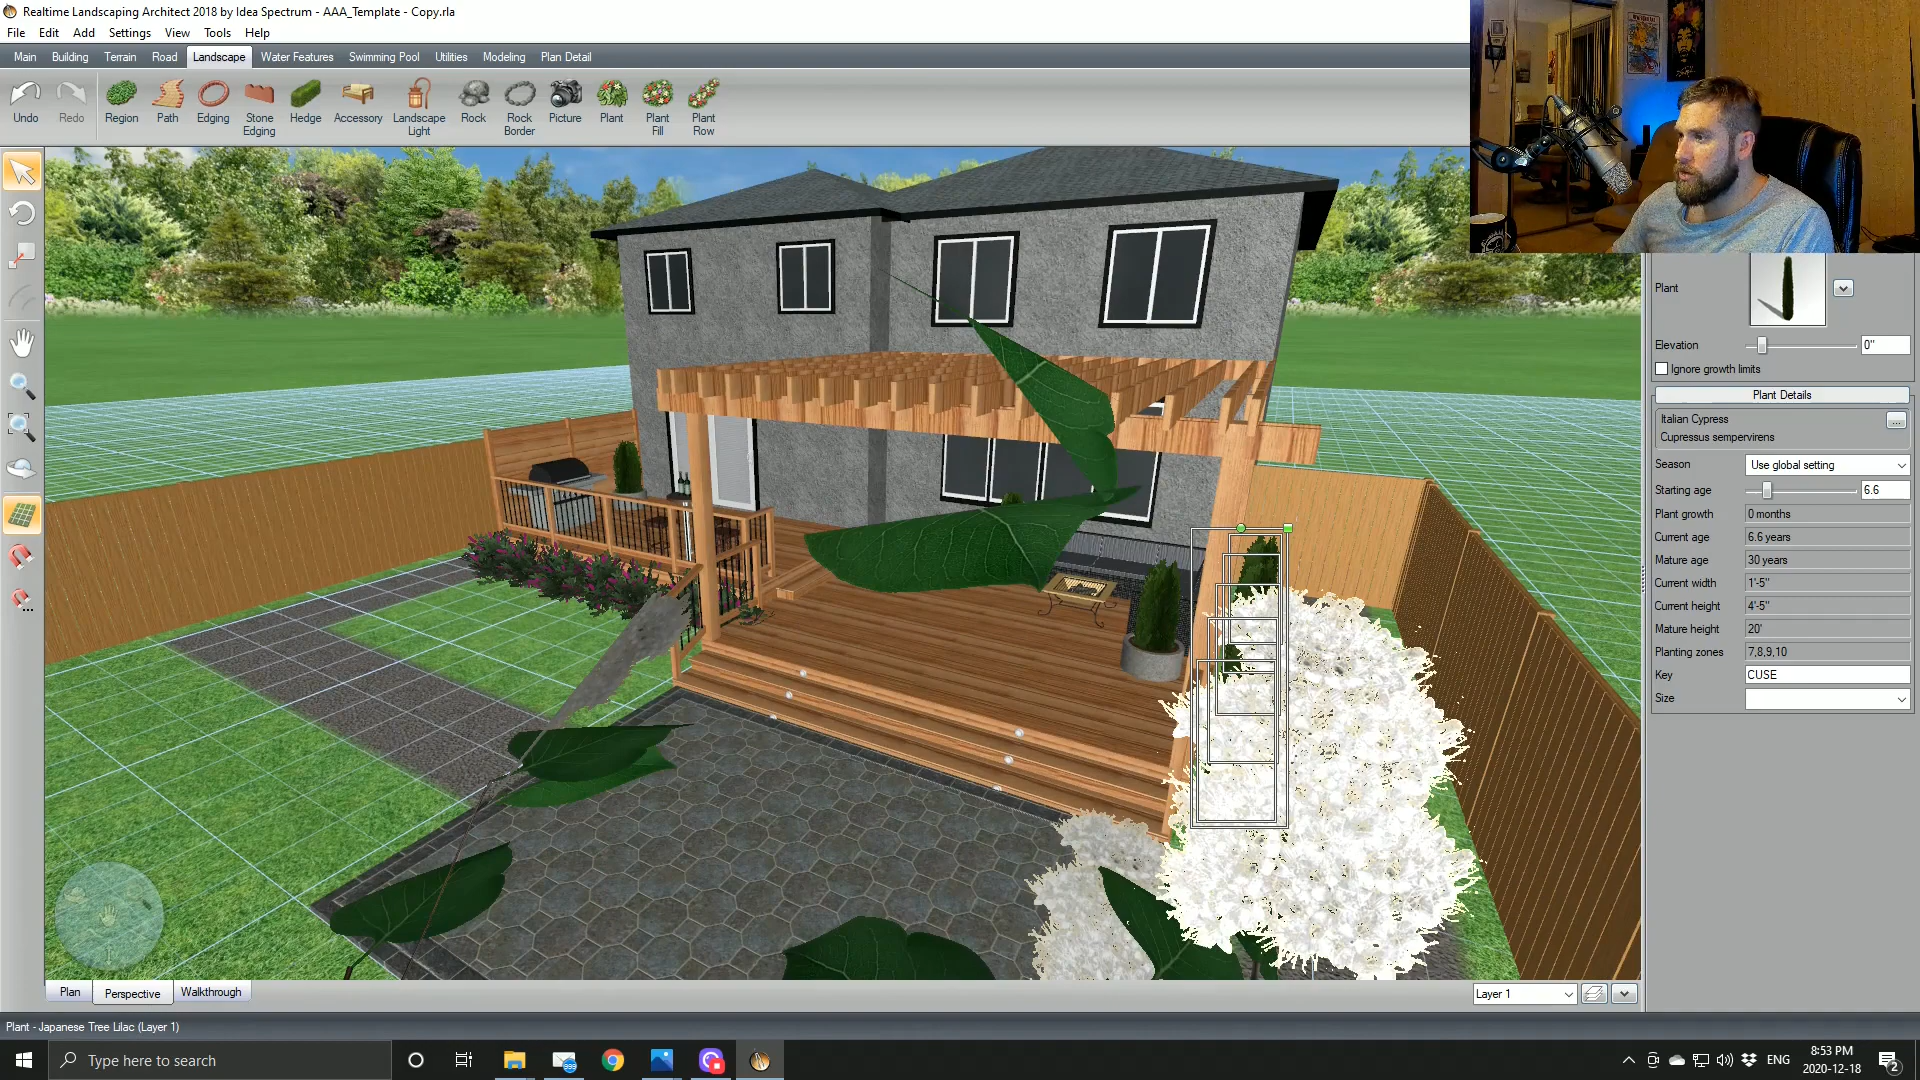 Realtime Landscaping Architect 2018 by Idea Spectrum - AAA_Template - Copy.rla
File Edit Add Settings View Tools Help
Main Building Terrain Road Landscape Water Features Swimming Pool Utilities Modeling Plan Detail
Undo Redo Region Path Edging Stone Edging Hedge Accessory Landscape Light Rock Rock Border Picture Plant Plant Fill Plant Row
Plant
Elevation 0"
Ignore growth limits
Plant Details
Italian Cypress ...
Cupressus sempervirens
Season Use global setting
Starting age 6.6
Plant growth 0 months
Current age 6.6 years
Mature age 30 years
Current width 1'-5"
Current height 4'-5"
Mature height 20'
Planting zones 7,8,9,10
Key CUSE
Size
Plan Perspective Walkthrough Layer 1
Plant - Japanese Tree Lilac (Layer 1)
Type here to search
999
ENG
8:53 PM
2020-12-18
2